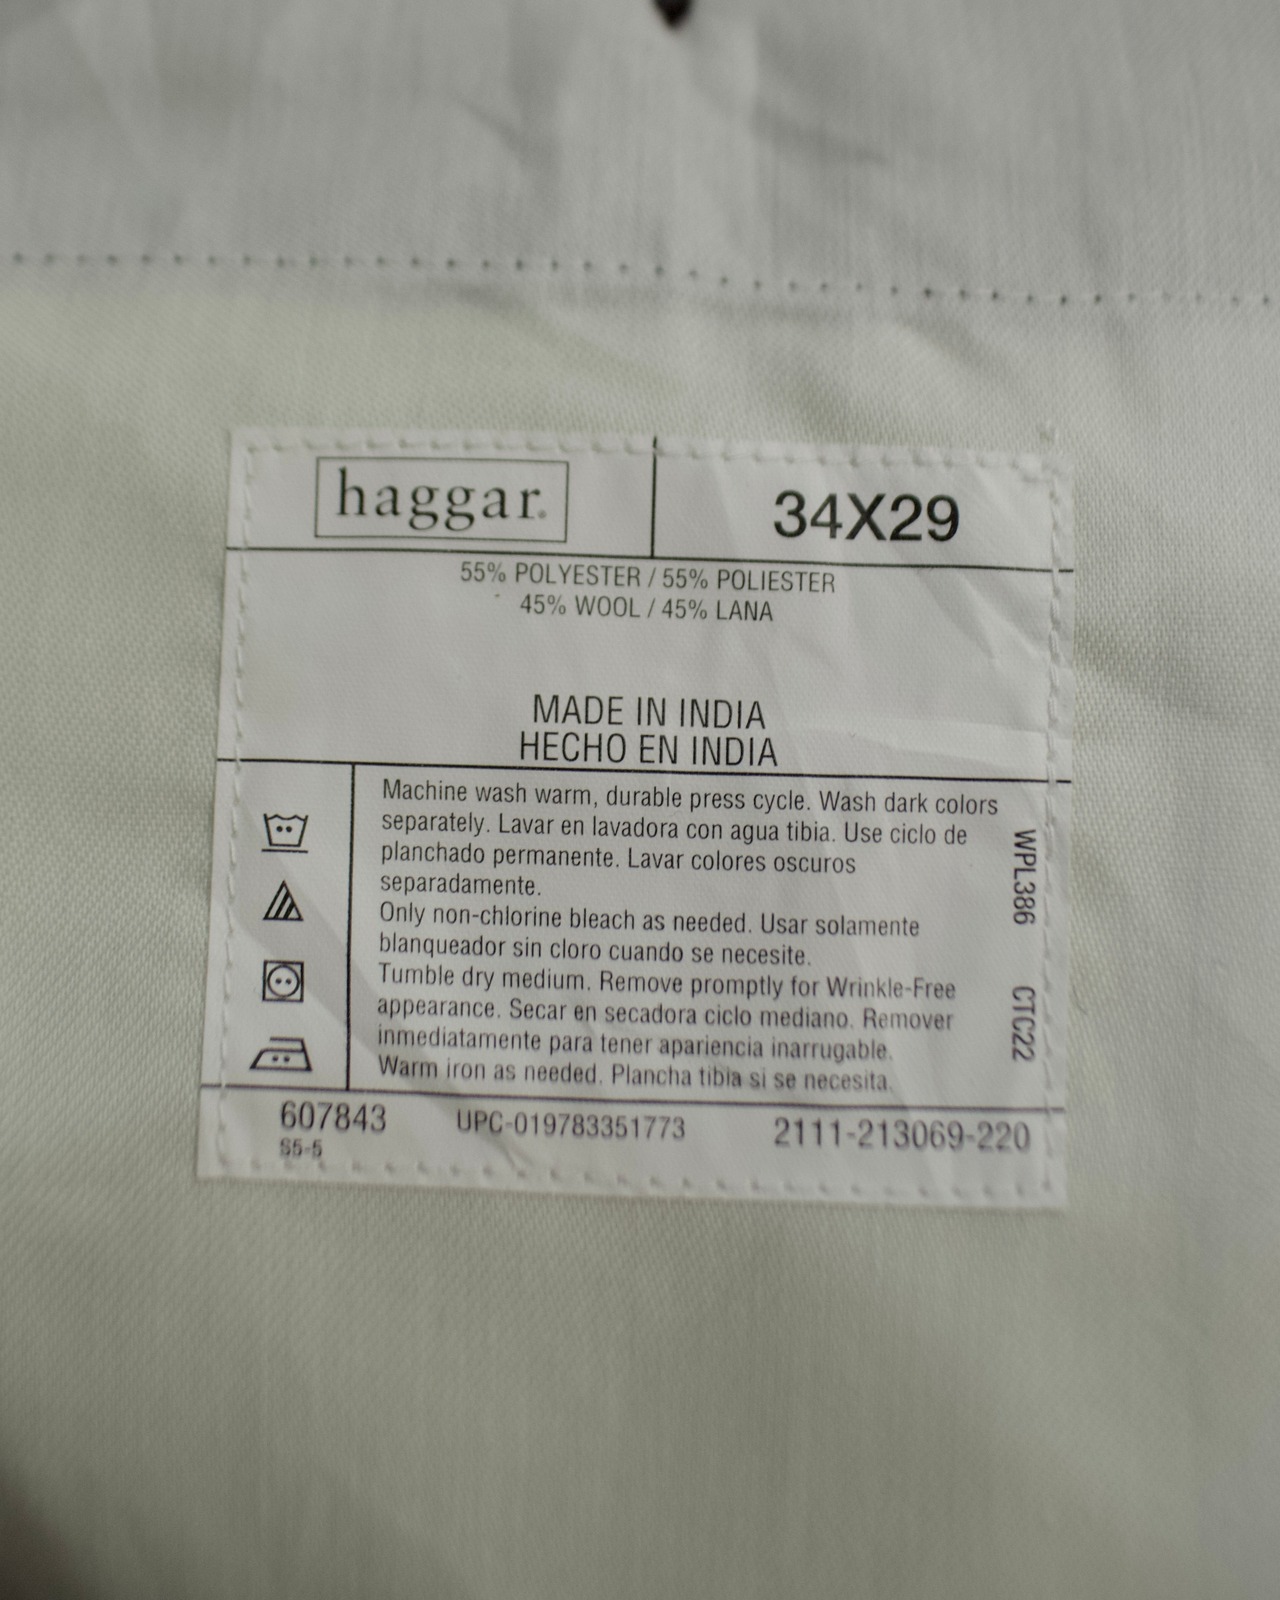 haggar.
34X29
55% POLYESTER / 55% POLIESTER
45% WOOL / 45% LANA
MADE IN INDIA
HECHO EN INDIA
Machine wash warm, durable press cycle. Wash dark colors
separately. Lavar en lavadora con agua tibia. Use ciclo de
planchado permanente. Lavar colores oscuros
separadamente.
Only non-chlorine bleach as needed. Usar solamente
blanqueador sin cloro cuando se necesite.
Tumble dry medium. Remove promptly for Wrinkle-Free
appearance. Secar en secadora ciclo mediano. Remover
inmediatamente para tener apariencia inarrugable.
Warm iron as needed. Plancha tibia si se necesita.
WPL386 CTC22
607843 UPC-019783351773 2111-213069-220
S5-5